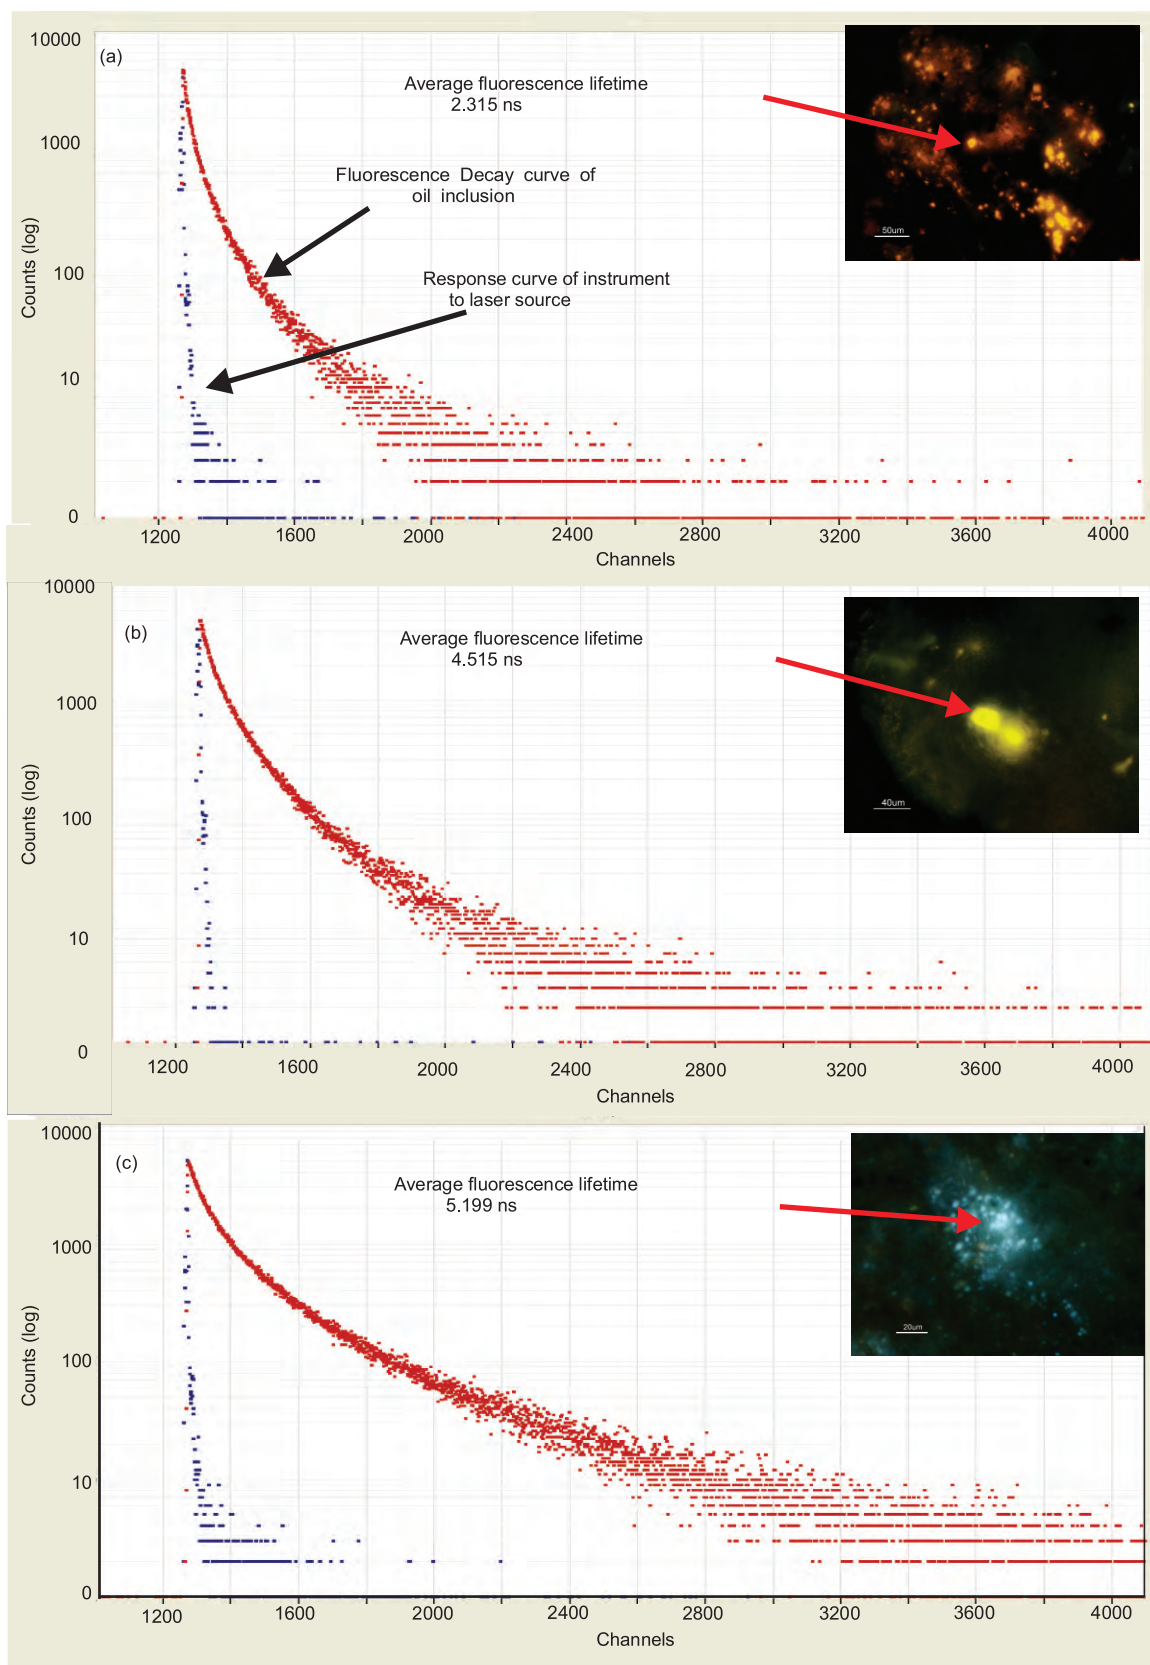 10000
(a)
Average fluorescence lifetime
2.315 ns
1000
Fluorescence Decay curve of
oil inclusion
50um
Counts (log)
100
Response curve of instrument
to laser source
10
0
1200 1600 2000 2400 2800 3200 3600 4000
Channels
10000
(b)
Average fluorescence lifetime
4.515 ns
1000
40um
Counts (log)
100
10
0
1200 1600 2000 2400 2800 3200 3600 4000
Channels
10000
(c)
Average fluorescence lifetime
5.199 ns
1000
20um
Counts (log)
100
10
0
1200 1600 2000 2400 2800 3200 3600 4000
Channels